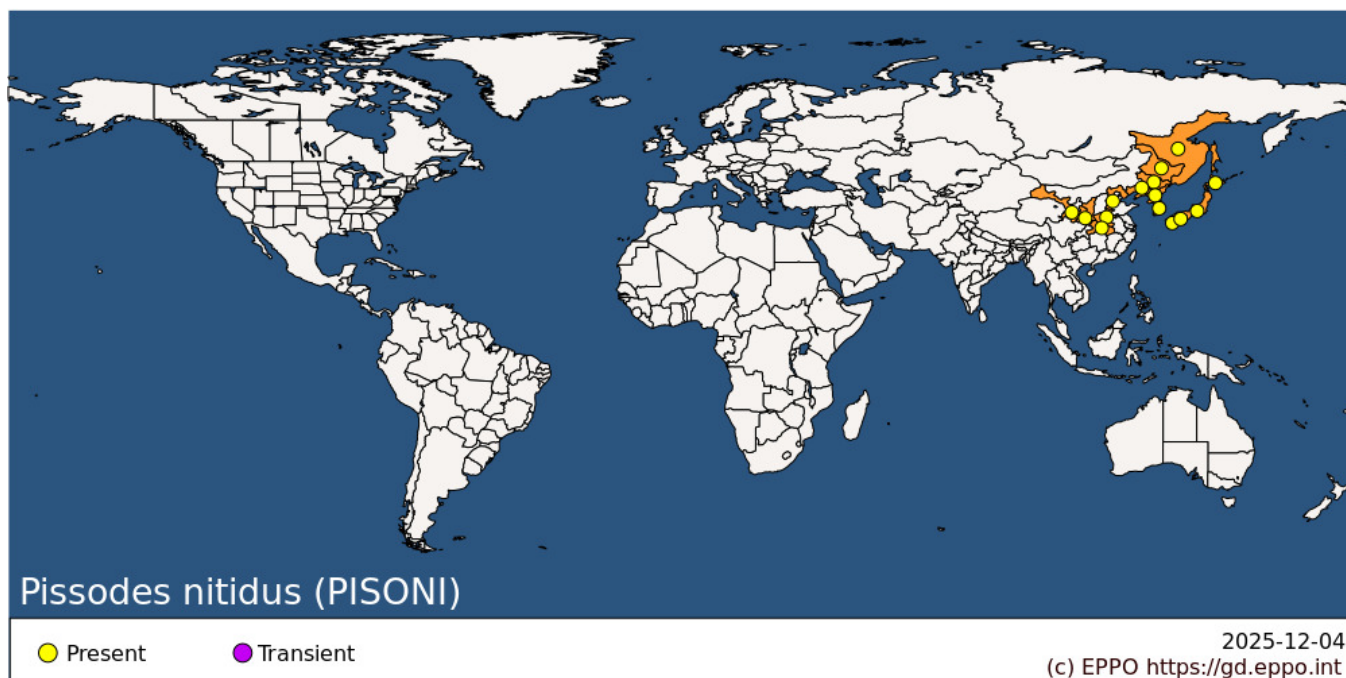 Pissodes nitidus (PISONI)
Present
Transient
2025-12-04
(c) EPPO https://gd.eppo.int